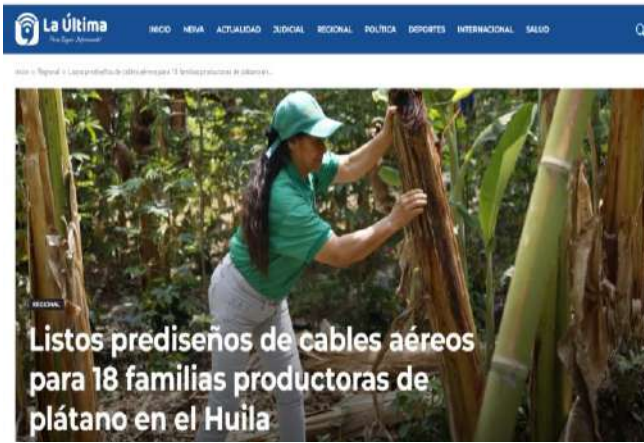 La Última
INICIO NEIVA ACTUALIDAD JUDICIAL REGIONAL POLÍTICA DEPORTES INTERNACIONAL SALUD
REGIONAL
Listos prediseños de cables aéreos
para 18 familias productoras de
plátano en el Huila